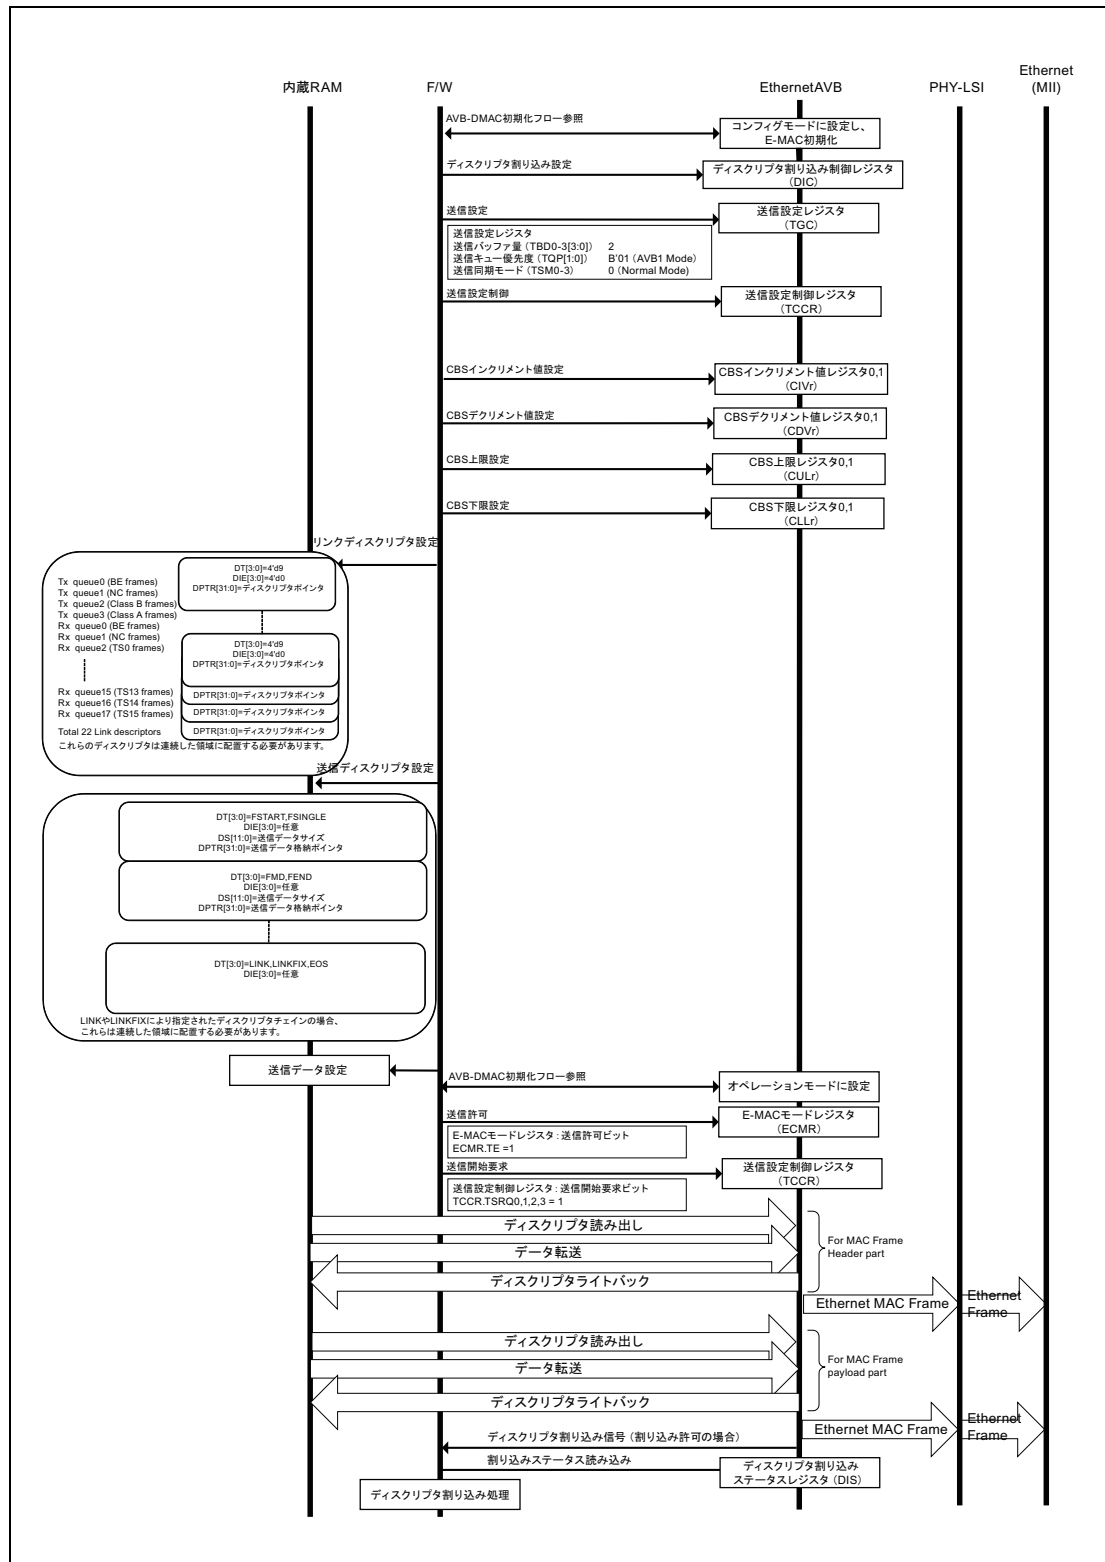 内蔵RAM
F/W
EthernetAVB
PHY-LSI
Ethernet
(MII)
AVB-DMAC初期化フロー参照
コンフィグモードに設定し、
E-MAC初期化
ディスクリプタ割り込み設定
ディスクリプタ割り込み制御レジスタ
(DIC)
送信設定
送信設定レジスタ
(TGC)
送信設定レジスタ
送信バッファ量 (TBD0-3[3:0]) 2
送信キュー優先度 (TQP[1:0]) B'01 (AVB1 Mode)
送信同期モード (TSM0-3) 0 (Normal Mode)
送信設定制御
送信設定制御レジスタ
(TCCR)
CBSインクリメント値設定
CBSインクリメント値レジスタ0,1
(CIVr)
CBSデクリメント値設定
CBSデクリメント値レジスタ0,1
(CDVr)
CBS上限設定
CBS上限レジスタ0,1
(CULr)
CBS下限設定
CBS下限レジスタ0,1
(CLLr)
リンクディスクリプタ設定
Tx queue0 (BE frames)
Tx queue1 (NC frames)
Tx queue2 (Class B frames)
Tx queue3 (Class A frames)
Rx queue0 (BE frames)
Rx queue1 (NC frames)
Rx queue2 (TS0 frames)
Rx queue15 (TS13 frames)
Rx queue16 (TS14 frames)
Rx queue17 (TS15 frames)
Total 22 Link descriptors
これらのディスクリプタは連続した領域に配置する必要があります。
DT[3:0]=4'd9
DIE[3:0]=4'd0
DPTR[31:0]=ディスクリプタポインタ
DT[3:0]=4'd9
DIE[3:0]=4'd0
DPTR[31:0]=ディスクリプタポインタ
DPTR[31:0]=ディスクリプタポインタ
DPTR[31:0]=ディスクリプタポインタ
DPTR[31:0]=ディスクリプタポインタ
送信ディスクリプタ設定
DT[3:0]=FSTART,FSINGLE
DIE[3:0]=任意
DS[11:0]=送信データサイズ
DPTR[31:0]=送信データ格納ポインタ
DT[3:0]=FMD,FEND
DIE[3:0]=任意
DS[11:0]=送信データサイズ
DPTR[31:0]=送信データ格納ポインタ
DT[3:0]=LINK,LINKFIX,EOS
DIE[3:0]=任意
LINKやLINKFIXにより指定されたディスクリプタチェインの場合、
これらは連続した領域に配置する必要があります。
送信データ設定
AVB-DMAC初期化フロー参照
オペレーションモードに設定
送信許可
E-MACモードレジスタ
(ECMR)
E-MACモードレジスタ : 送信許可ビット
ECMR.TE =1
送信開始要求
送信設定制御レジスタ
(TCCR)
送信設定制御レジスタ : 送信開始要求ビット
TCCR.TSRQ0,1,2,3 = 1
ディスクリプタ読み出し
データ転送
ディスクリプタライトバック
For MAC Frame
Header part
Ethernet MAC Frame
Ethernet
Frame
ディスクリプタ読み出し
データ転送
ディスクリプタライトバック
For MAC Frame
payload part
Ethernet MAC Frame
Ethernet
Frame
ディスクリプタ割り込み信号 (割り込み許可の場合)
割り込みステータス読み込み
ディスクリプタ割り込み
ステータスレジスタ (DIS)
ディスクリプタ割り込み処理